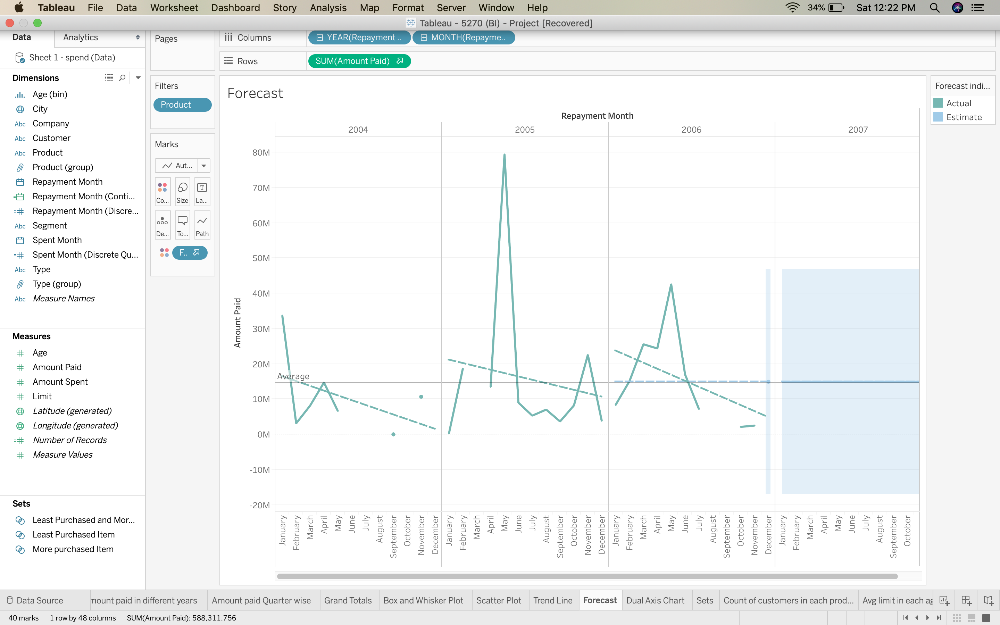 Tableau File Data Worksheet Dashboard Story Analysis Map Format Server Window Help 34% Sat 12:22 PM
Tableau - 5270 (BI) - Project [Recovered]
Data Analytics
Sheet 1 - spend (Data)
Dimensions
Age (bin)
City
Abc Company
Abc Customer
Abc Product
Product (group)
Repayment Month
Repayment Month (Conti...
Repayment Month (Discre...
Abc Segment
Spent Month
Spent Month (Discrete Qu...
Abc Type
Type (group)
Abc Measure Names
Measures
Age
Amount Paid
Amount Spent
Limit
Latitude (generated)
Longitude (generated)
Number of Records
Measure Values
Sets
Least Purchased and Mor...
Least Purchased Item
More purchased Item
Pages
Filters
Product
Marks
Aut...
Co... Size La...
De... To... Path
F..
Columns YEAR(Repayment .. MONTH(Repayme..
Rows SUM(Amount Paid)
Forecast
Repayment Month
2004 2005 2006 2007
Amount Paid
80M
70M
60M
50M
40M
30M
20M
10M
0M
-10M
-20M
Average
January February March April May June July August September October November December January February March April May June July August September October November December January February March April May June July August September October November December January February March April May June July August September October
Forecast indi...
Actual
Estimate
Data Source mount paid in different years Amount paid Quarter wise Grand Totals Box and Whisker Plot Scatter Plot Trend Line Forecast Dual Axis Chart Sets Count of customers in each prod... Avg limit in each ag
40 marks 1 row by 48 columns SUM(Amount Paid): 588,311,756